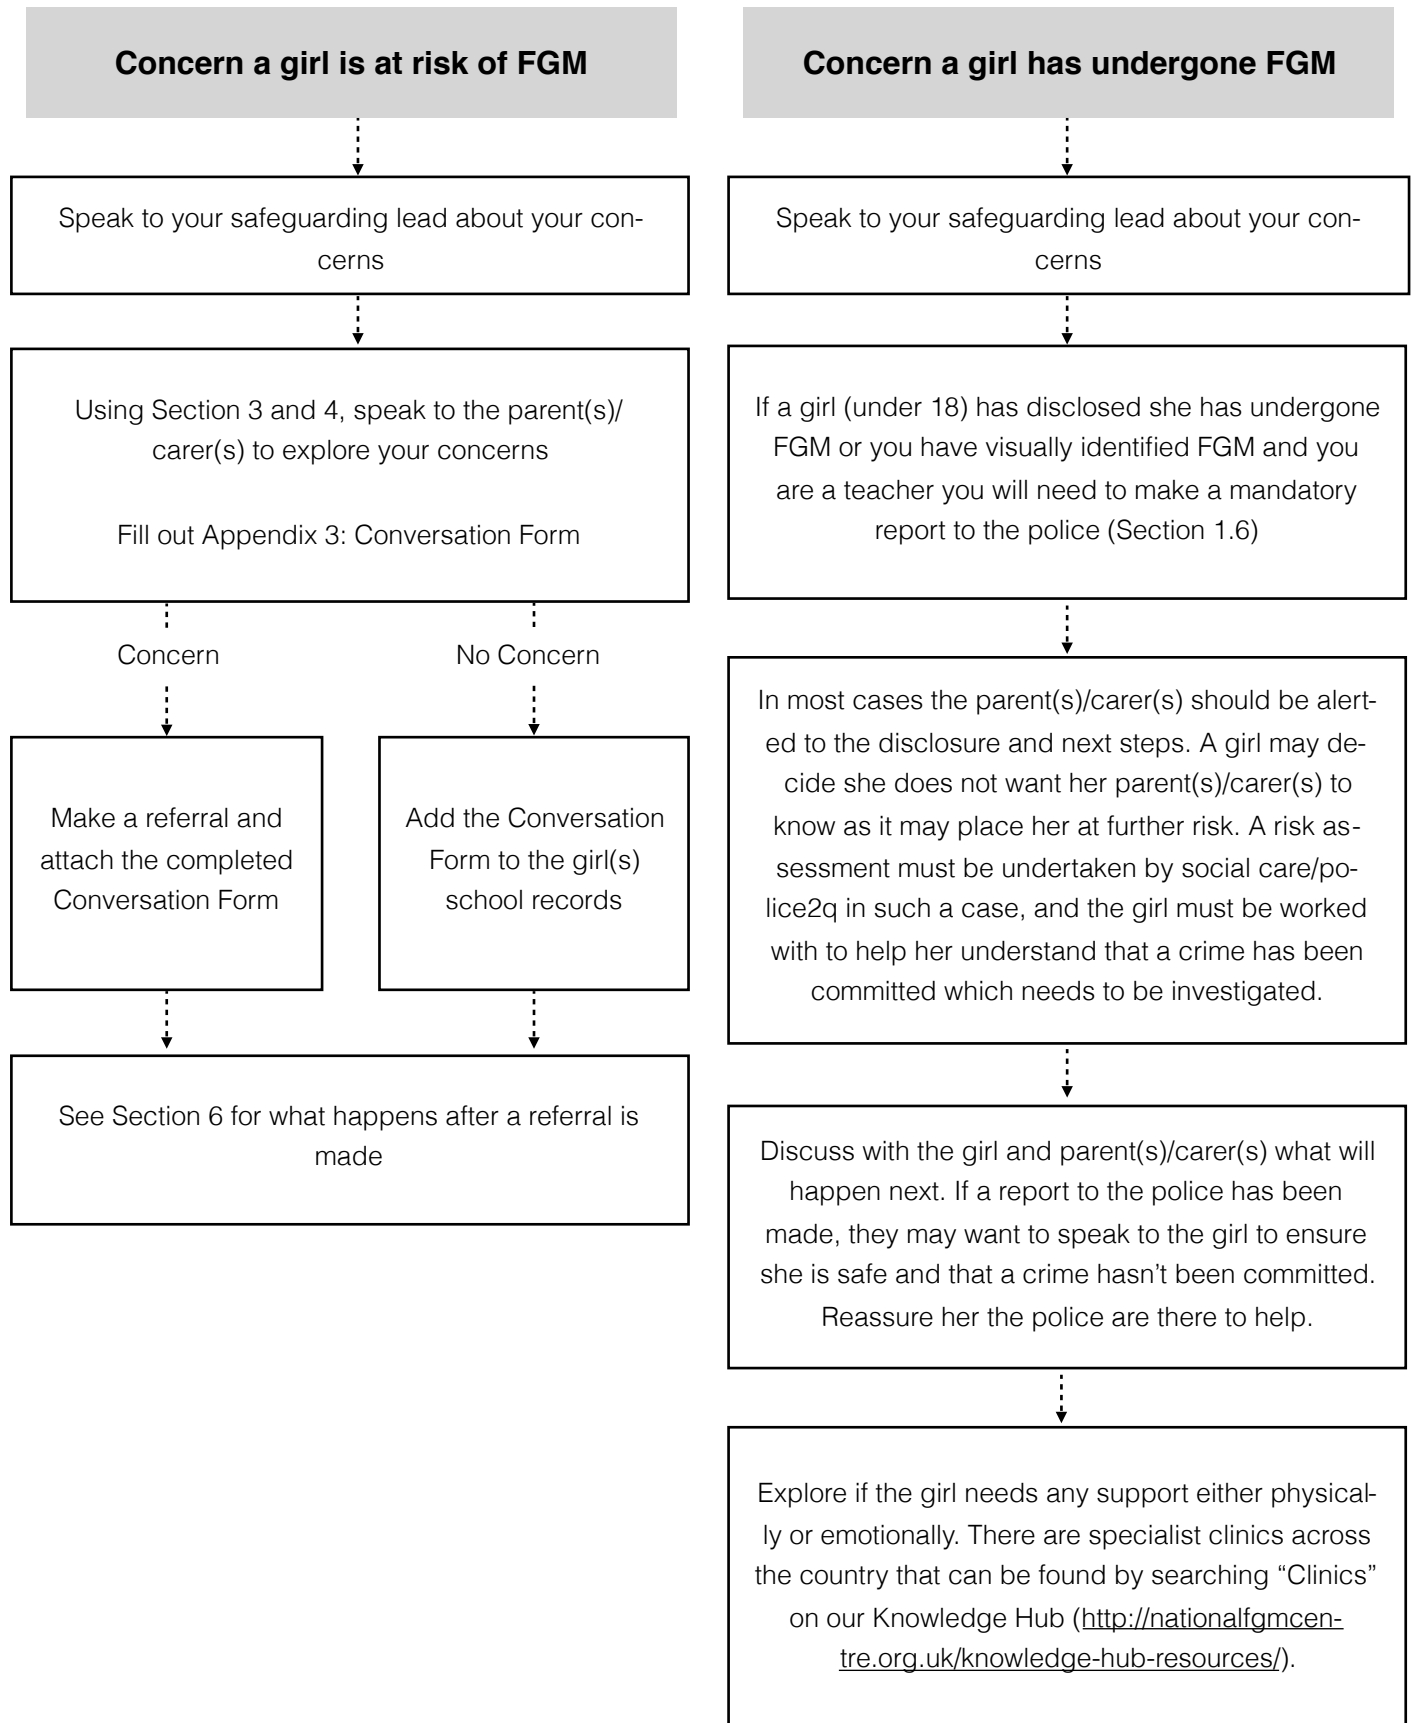 Concern a girl is at risk of FGM
Speak to your safeguarding lead about your con-
cerns
Using Section 3 and 4, speak to the parent(s)/
carer(s) to explore your concerns
Fill out Appendix 3: Conversation Form
Concern
No Concern
Make a referral and
attach the completed
Conversation Form
Add the Conversation
Form to the girl(s)
school records
See Section 6 for what happens after a referral is
made
Concern a girl has undergone FGM
Speak to your safeguarding lead about your con-
cerns
If a girl (under 18) has disclosed she has undergone
FGM or you have visually identified FGM and you
are a teacher you will need to make a mandatory
report to the police (Section 1.6)
In most cases the parent(s)/carer(s) should be alert-
ed to the disclosure and next steps. A girl may de-
cide she does not want her parent(s)/carer(s) to
know as it may place her at further risk. A risk as-
sessment must be undertaken by social care/po-
lice2q in such a case, and the girl must be worked
with to help her understand that a crime has been
committed which needs to be investigated.
Discuss with the girl and parent(s)/carer(s) what will
happen next. If a report to the police has been
made, they may want to speak to the girl to ensure
she is safe and that a crime hasn't been committed.
Reassure her the police are there to help.
Explore if the girl needs any support either physical-
ly or emotionally. There are specialist clinics across
the country that can be found by searching “Clinics”
on our Knowledge Hub (http://nationalfgmcen-
tre.org.uk/knowledge-hub-resources/).